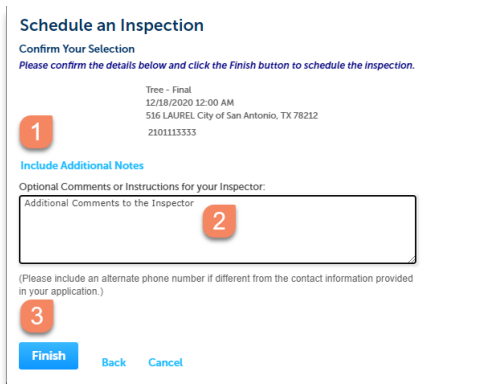 Schedule an Inspection
Confirm Your Selection
Please confirm the details below and click the Finish button to schedule the inspection.
Tree - Final
12/18/2020 12:00 AM
516 LAUREL City of San Antonio, TX 78212
2101113333
1
Include Additional Notes
Optional Comments or Instructions for your Inspector:
Additional Comments to the Inspector
2
(Please include an alternate phone number if different from the contact information provided
in your application.)
3
Finish Back Cancel